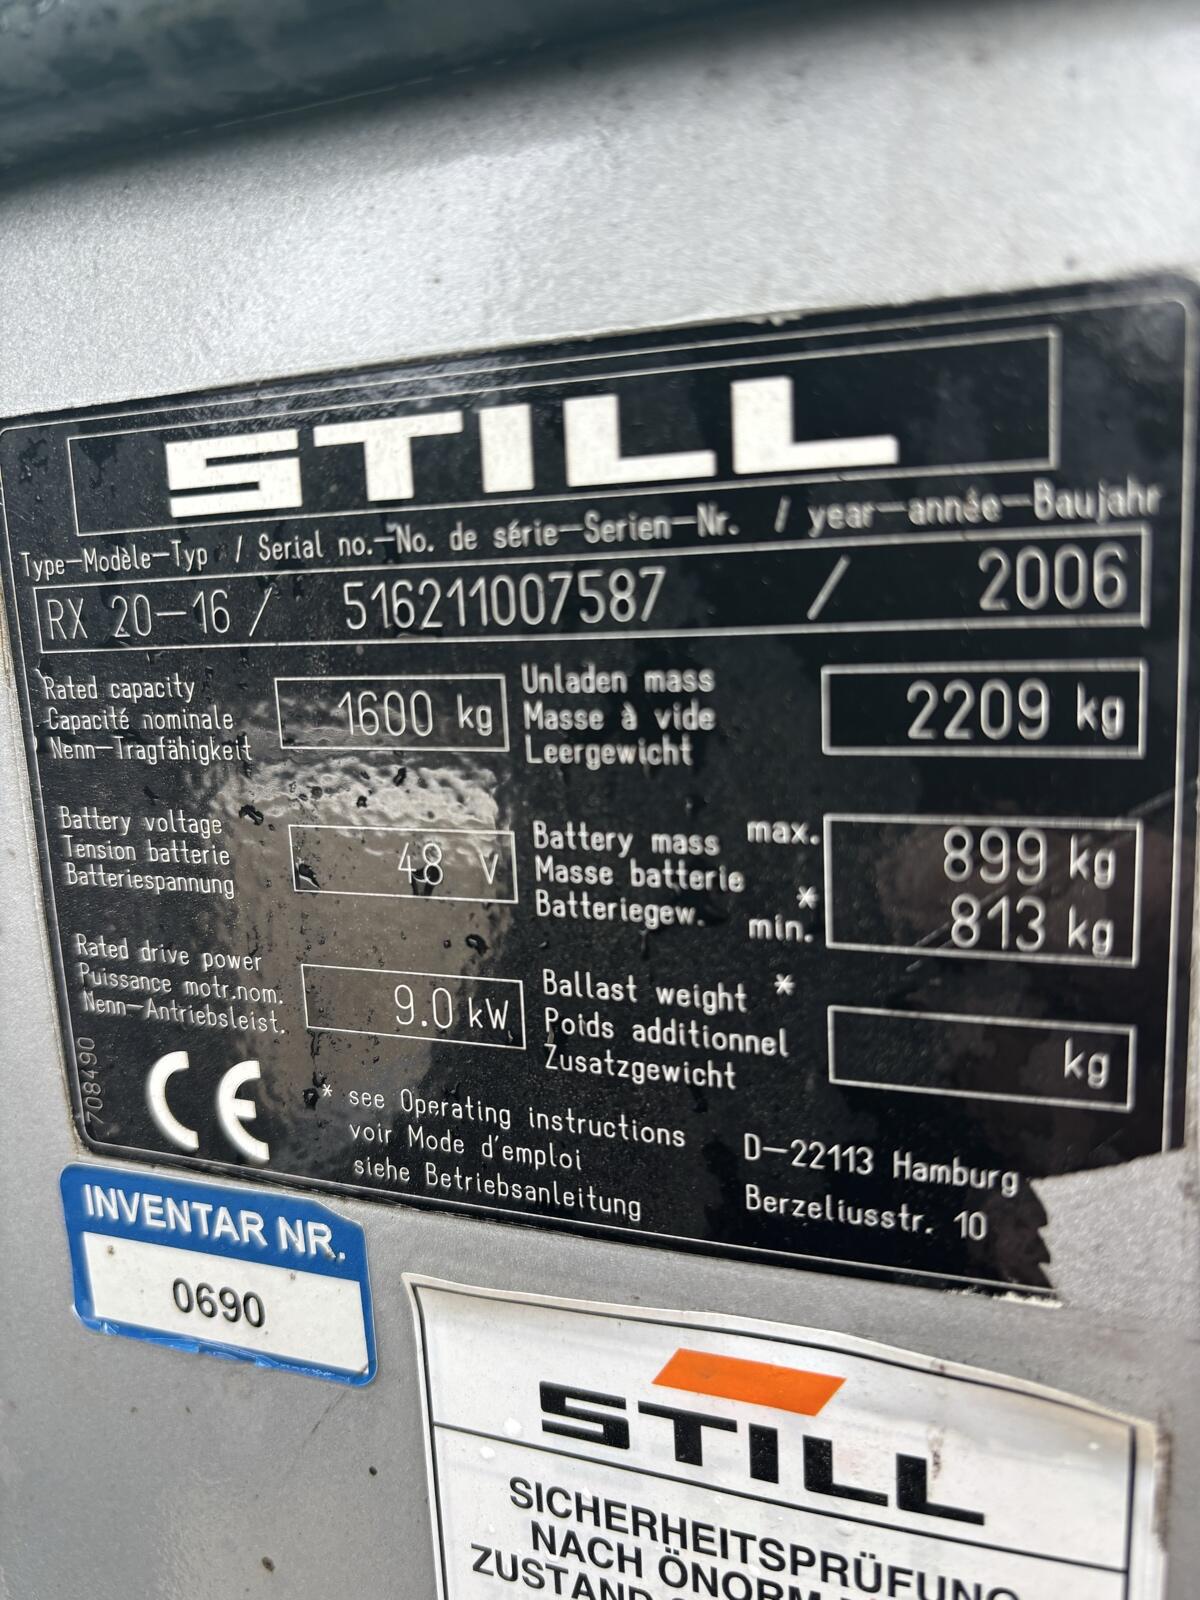 STILL
Type-Modèle-Typ / Serial no.-No. de série-Serien-Nr. / year-année-Baujahr
RX 20-16 / 516211007587 / 2006
Rated capacity
Capacité nominale
Nenn-Tragfähigkeit
1600 kg
Unladen mass
Masse à vide
Leergewicht
2209 kg
Battery voltage
Tension batterie
Batteriespannung
48 V
Battery mass max.
Masse batterie *
Batteriegew. min.
899 kg
813 kg
Rated drive power
Puissance motr.nom.
Nenn-Antriebsleist.
9.0 kW
Ballast weight *
Poids additionnel
Zusatzgewicht
kg
708490
CE
* see Operating instructions
voir Mode d'emploi
siehe Betriebsanleitung
D-22113 Hamburg
Berzeliusstr. 10
INVENTAR NR.
0690
STILL
SICHERHEITSPRÜFUNG
NACH ÖNORM
ZUSTAND